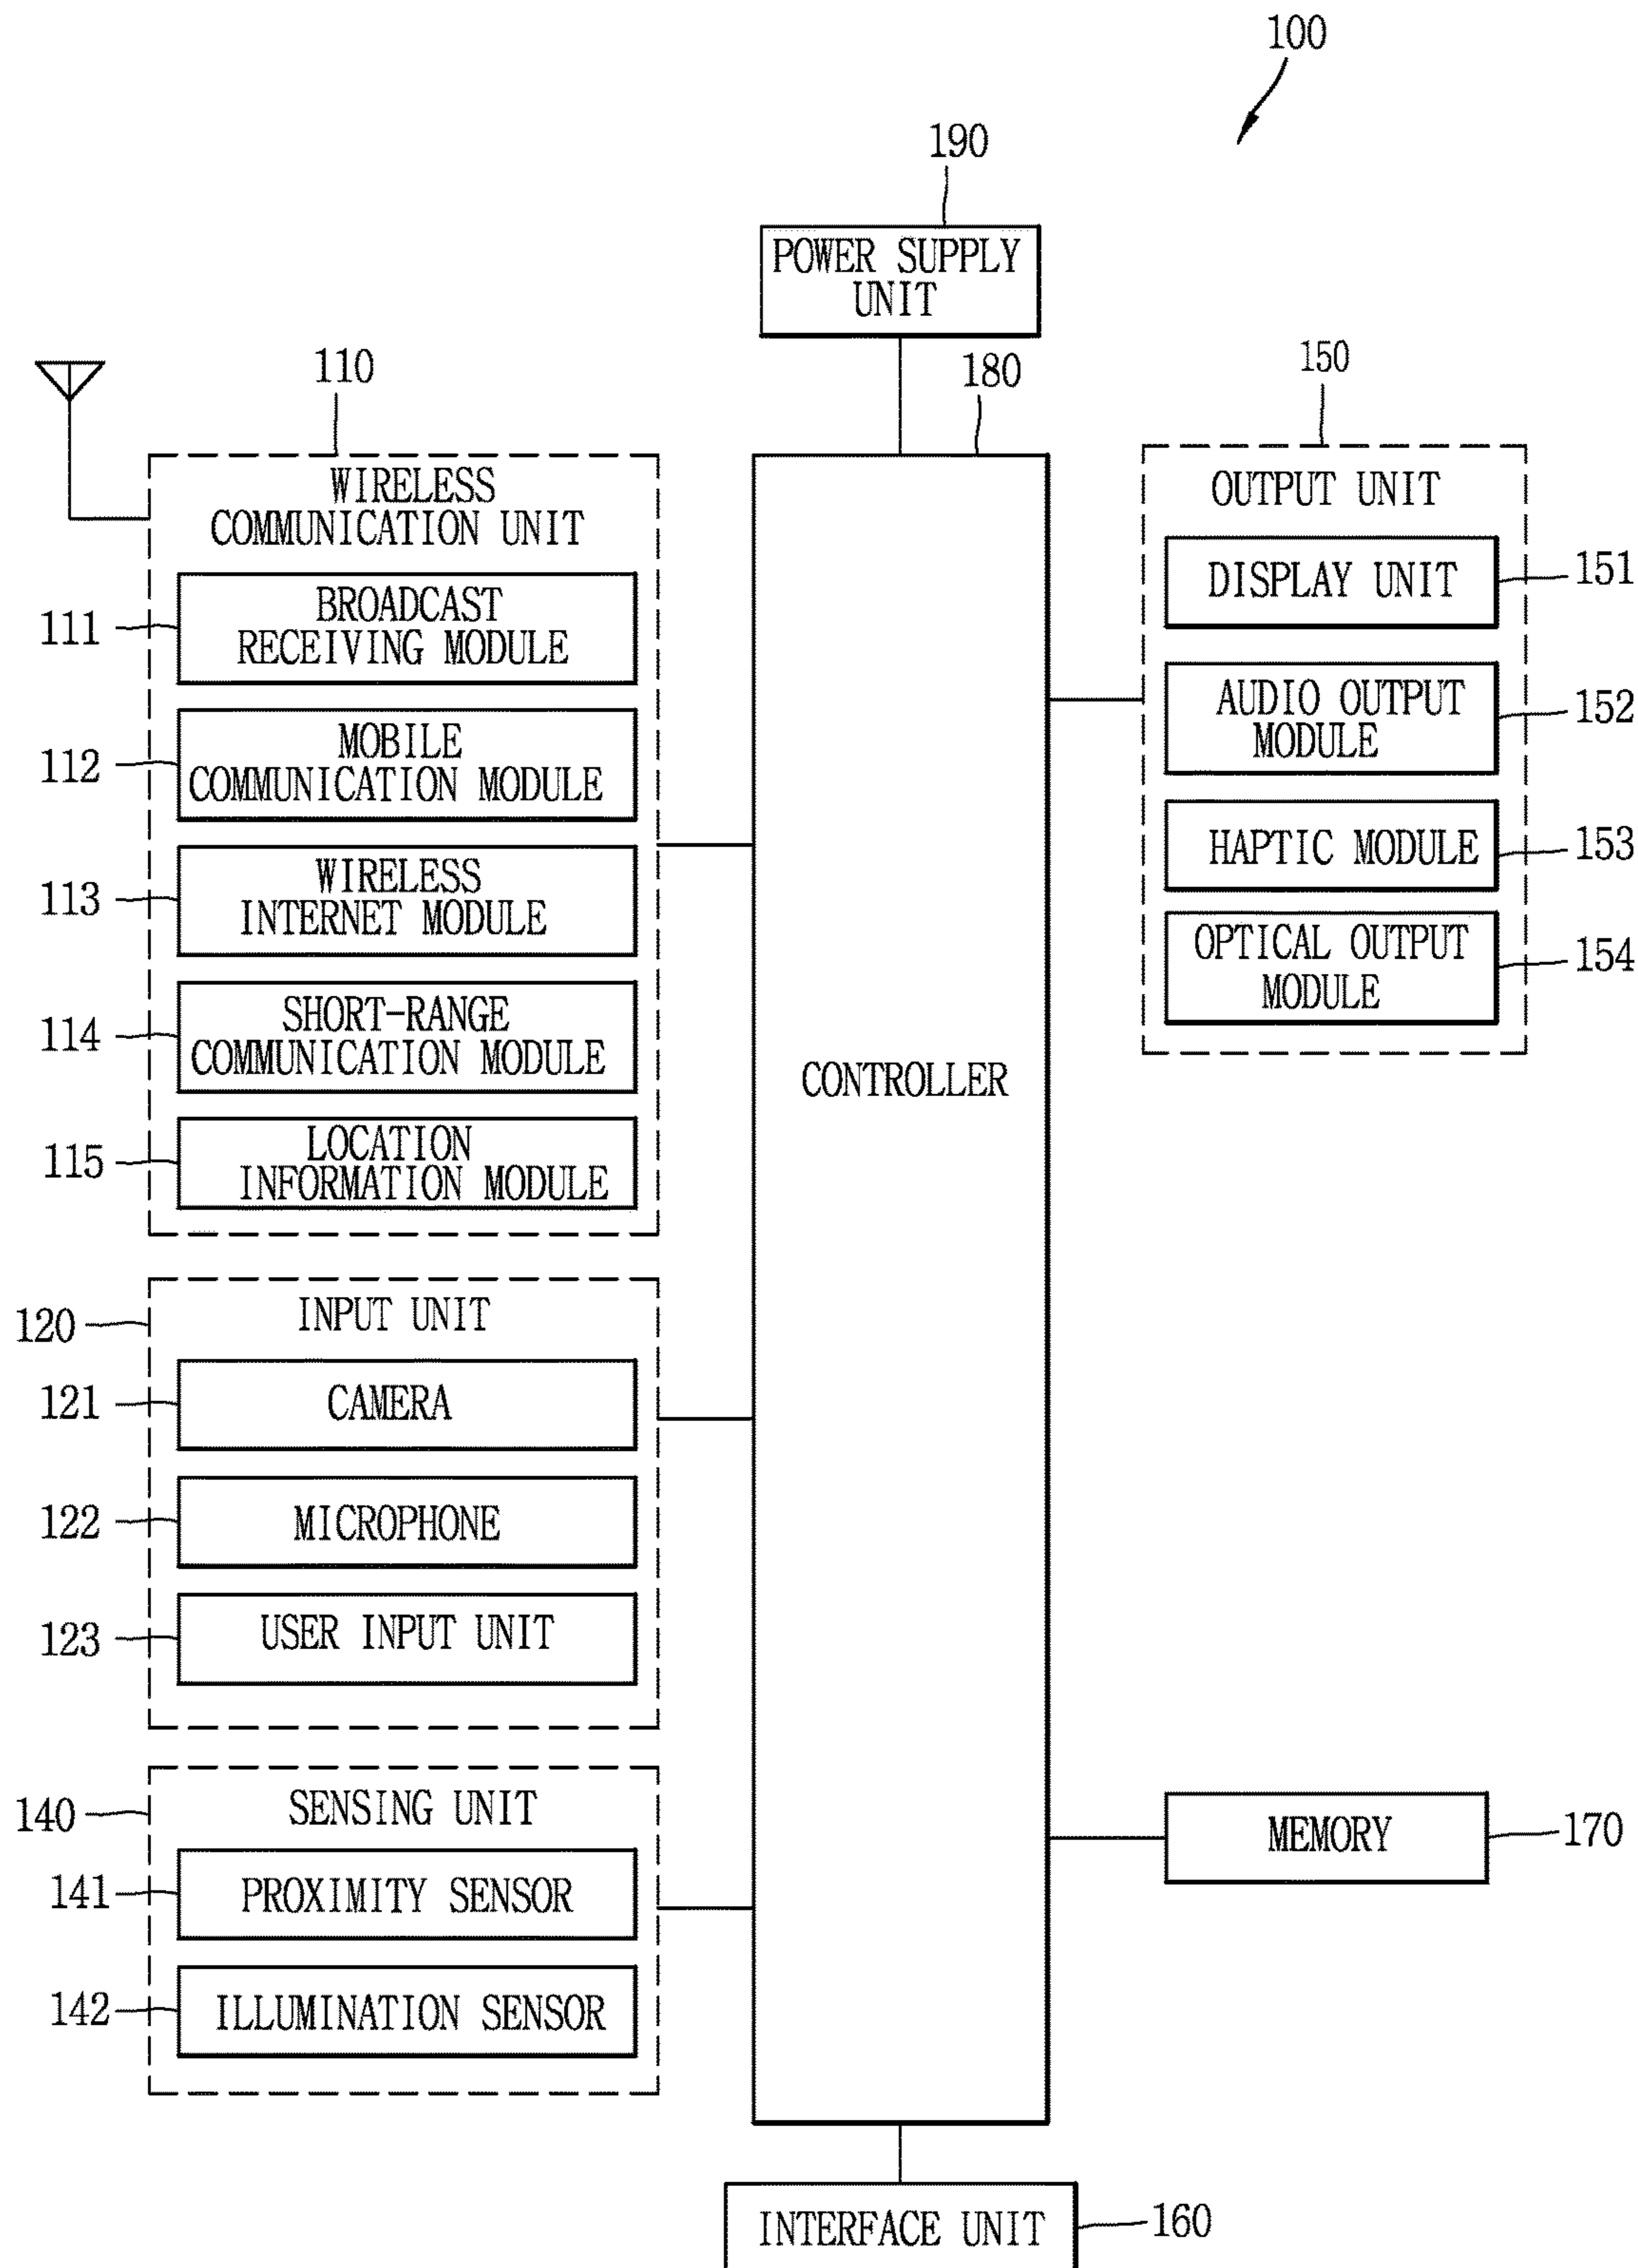 100
190
POWER SUPPLY
UNIT
110
180
150
WIRELESS
COMMUNICATION UNIT
111
BROADCAST
RECEIVING MODULE
112
MOBILE
COMMUNICATION MODULE
113
WIRELESS
INTERNET MODULE
114
SHORT-RANGE
COMMUNICATION MODULE
115
LOCATION
INFORMATION MODULE
120
INPUT UNIT
121
CAMERA
122
MICROPHONE
123
USER INPUT UNIT
140
SENSING UNIT
141
PROXIMITY SENSOR
142
ILLUMINATION SENSOR
CONTROLLER
OUTPUT UNIT
DISPLAY UNIT
151
AUDIO OUTPUT
MODULE
152
HAPTIC MODULE
153
OPTICAL OUTPUT
MODULE
154
MEMORY
170
INTERFACE UNIT
160